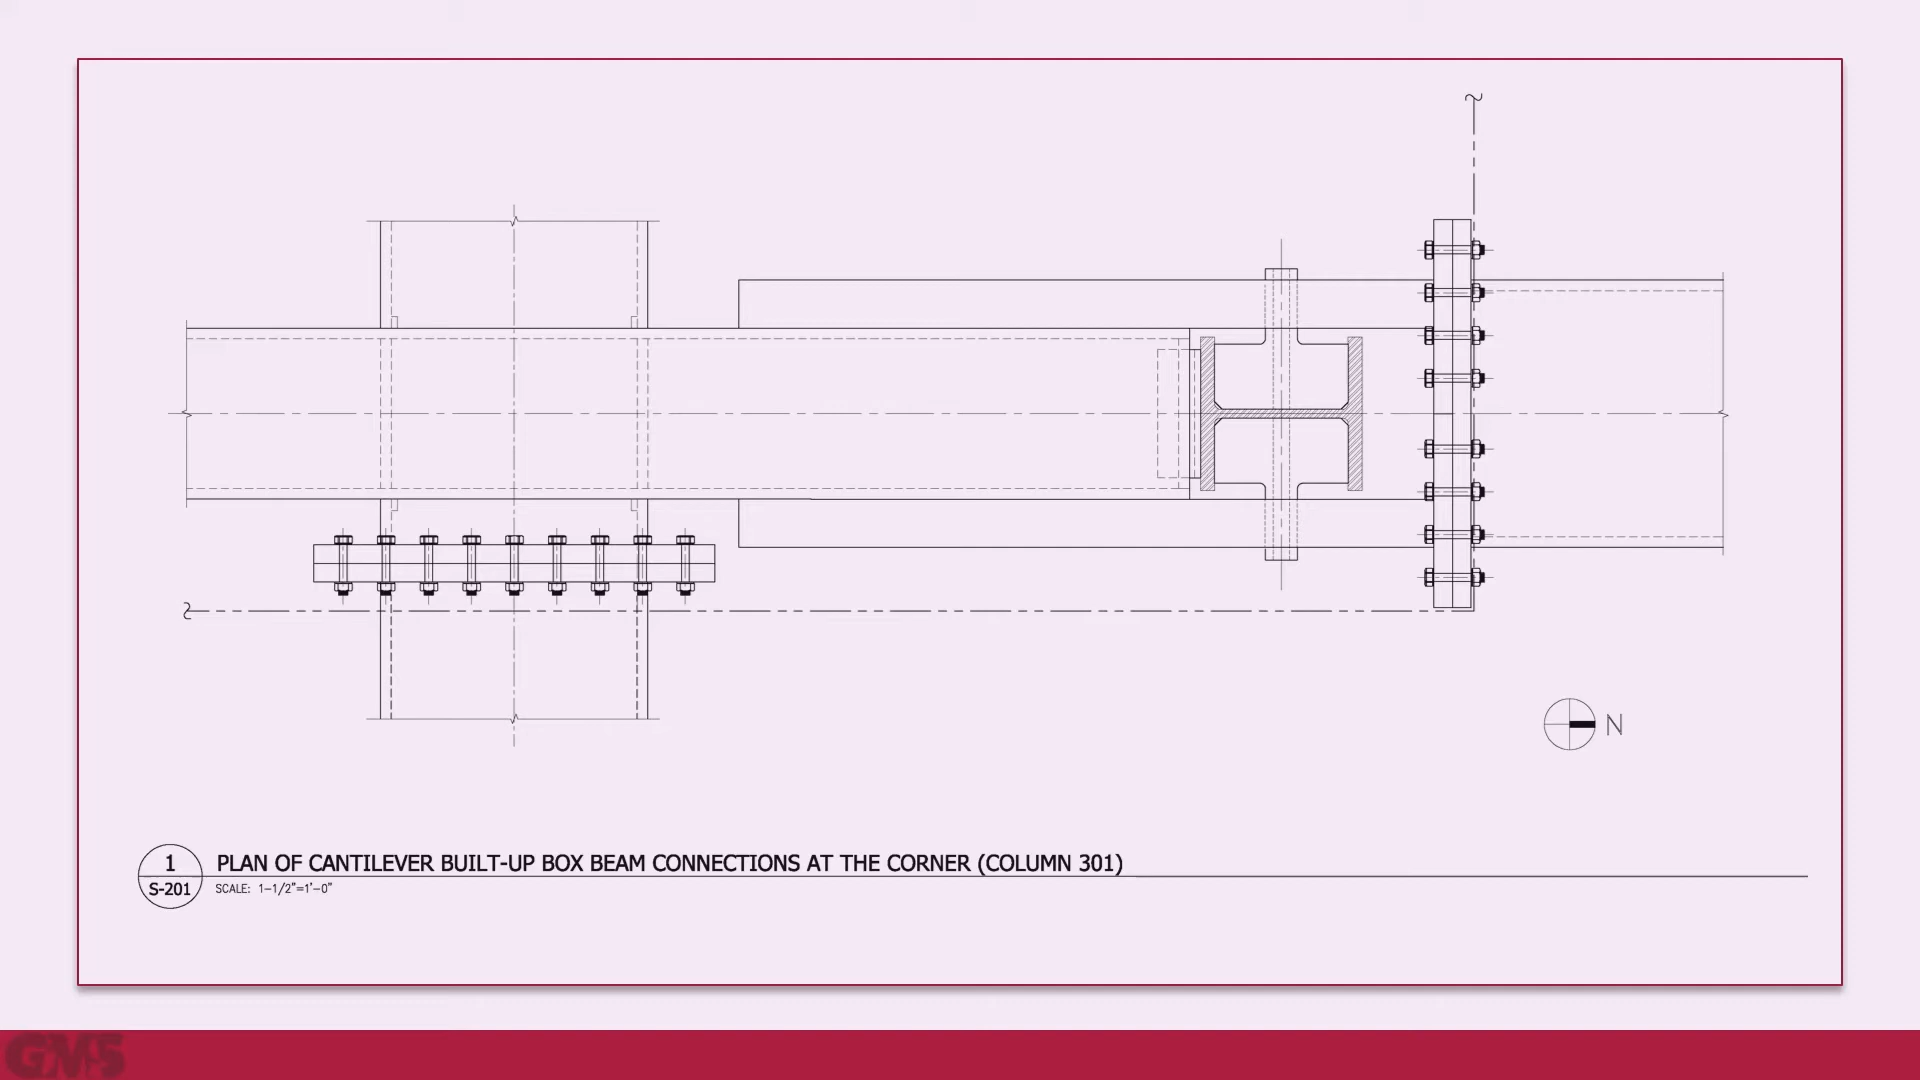 N
1
PLAN OF CANTILEVER BUILT-UP BOX BEAM CONNECTIONS AT THE CORNER (COLUMN 301)
S-201
SCALE: 1-1/2"=1'-0"
GMS